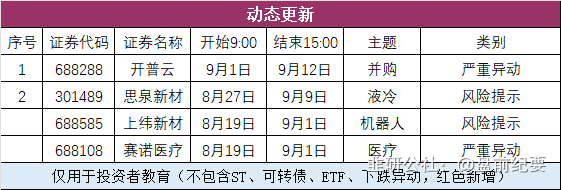 动态更新
序号 证券代码 证券名称 开始9:00 结束15:00 主题 类别
1 688288 开普云 9月1日 9月12日 并购 严重异动
2 301489 思泉新材 8月27日 9月9日 液冷 风险提示
688585 上纬新材 8月19日 9月1日 机器人 风险提示
688108 赛诺医疗 8月19日 9月1日 医疗 严重异动
仅用于投资者教育（不包含ST、可转债、ETF、下跌异动，红色新增）
韭研公社：@盘前纪要